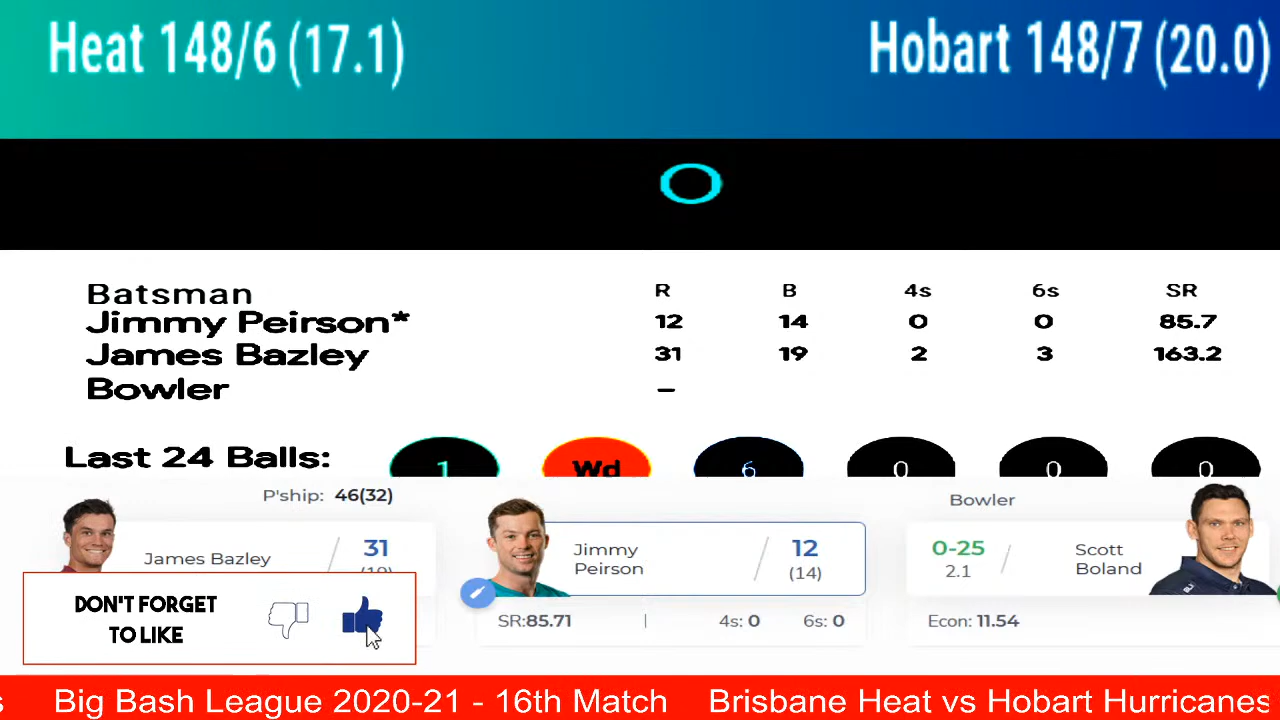 Heat 148/6 (17.1)
Hobart 148/7 (20.0)
0
Batsman R B 4s 6s SR
Jimmy Peirson* 12 14 0 0 85.7
James Bazley 31 19 2 3 163.2
Bowler –
Last 24 Balls: 1 Wd 6 0 0 0
P'ship: 46(32)
James Bazley 31
Jimmy Peirson 12 (14)
SR:85.71 | 4s: 0 6s: 0
Bowler
0-25 2.1 Scott Boland
Econ: 11.54
DON'T FORGET
TO LIKE
s Big Bash League 2020-21 - 16th Match Brisbane Heat vs Hobart Hurricanes